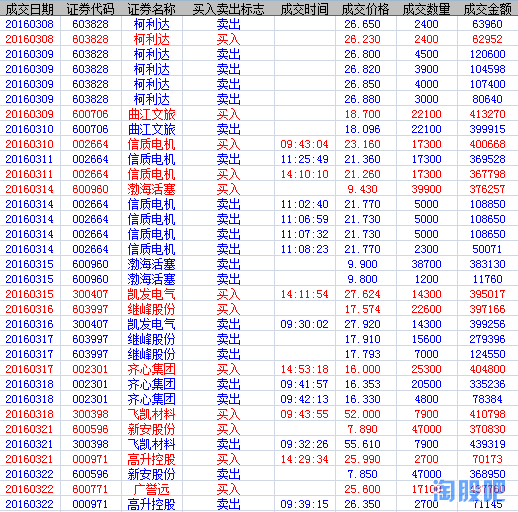 成交日期 证券代码 证券名称 买入卖出标志 成交时间 成交价格 成交数量 成交金额
20160308 603828 柯利达 卖出 26.650 2400 63960
20160308 603828 柯利达 买入 26.230 2400 62952
20160309 603828 柯利达 卖出 26.800 4500 120600
20160309 603828 柯利达 卖出 26.820 3900 104598
20160309 603828 柯利达 卖出 26.850 4000 107400
20160309 603828 柯利达 卖出 26.880 3000 80640
20160309 600706 曲江文旅 买入 18.700 22100 413270
20160310 600706 曲江文旅 卖出 18.096 22100 399915
20160310 002664 信质电机 买入 09:43:04 23.160 17300 400668
20160311 002664 信质电机 卖出 11:25:49 21.360 17300 369528
20160311 002664 信质电机 买入 14:10:10 21.260 17300 367798
20160314 600960 渤海活塞 买入 9.430 39900 376257
20160314 002664 信质电机 卖出 11:02:40 21.770 5000 108850
20160314 002664 信质电机 卖出 11:06:59 21.730 5000 108650
20160314 002664 信质电机 卖出 11:07:32 21.730 5000 108650
20160314 002664 信质电机 卖出 11:08:23 21.770 2300 50071
20160315 600960 渤海活塞 卖出 9.900 38700 383130
20160315 600960 渤海活塞 卖出 9.800 1200 11760
20160315 300407 凯发电气 买入 14:11:54 27.624 14300 395017
20160316 603997 继峰股份 买入 17.574 22600 397166
20160316 300407 凯发电气 卖出 09:30:02 27.920 14300 399256
20160317 603997 继峰股份 卖出 17.910 15600 279396
20160317 603997 继峰股份 卖出 17.793 7000 124550
20160317 002301 齐心集团 买入 14:53:18 16.000 25300 404800
20160318 002301 齐心集团 卖出 09:41:57 16.353 20500 335236
20160318 002301 齐心集团 卖出 09:42:13 16.330 4800 78384
20160318 300398 飞凯材料 买入 09:43:55 52.000 7900 410798
20160321 600596 新安股份 买入 7.890 47000 370830
20160321 300398 飞凯材料 卖出 09:32:26 55.610 7900 439319
20160321 000971 高升控股 买入 14:29:34 25.990 2700 70173
20160322 600596 新安股份 卖出 7.850 47000 368950
20160322 600771 广誉远 买入 25.600 17100 437760
20160322 000971 高升控股 卖出 09:39:15 26.350 2700 71145
淘股吧